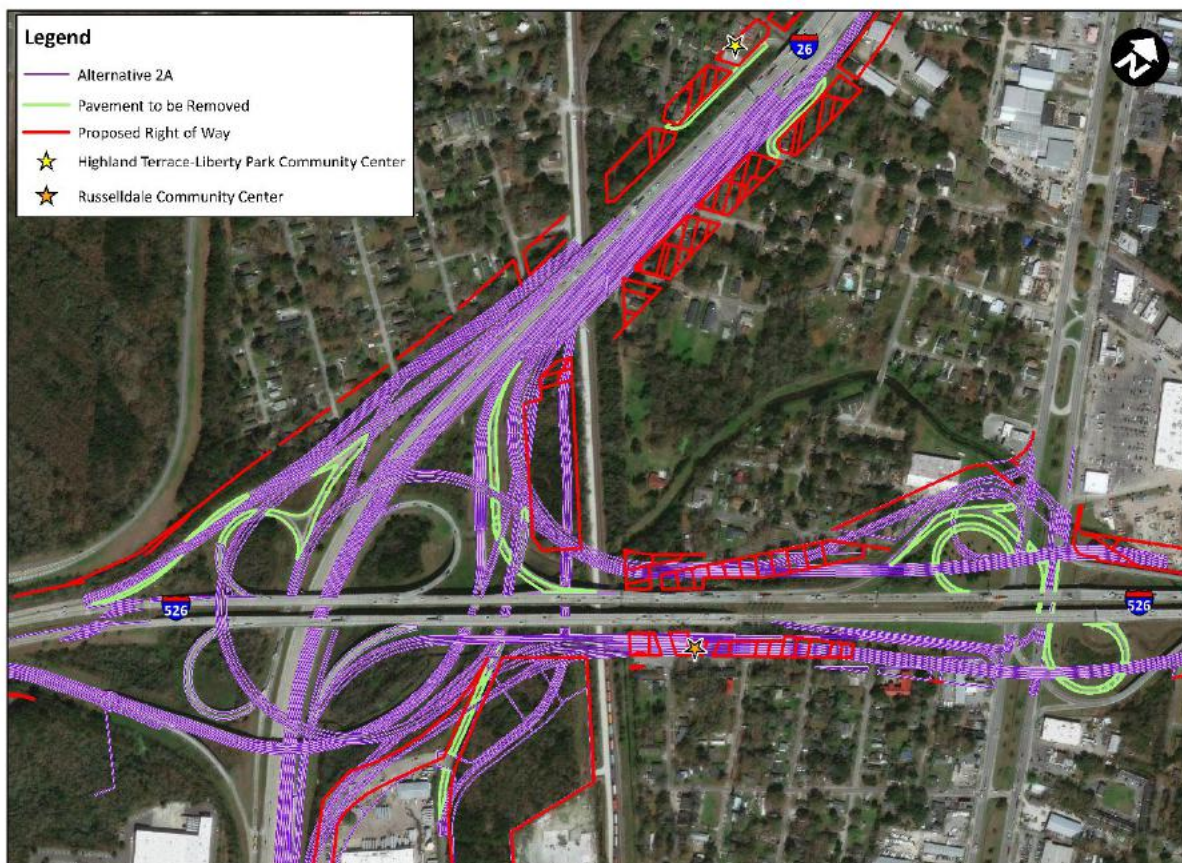 Legend
Alternative 2A
Pavement to be Removed
Proposed Right of Way
Highland Terrace-Liberty Park Community Center
Russelldale Community Center
26
N
526
526